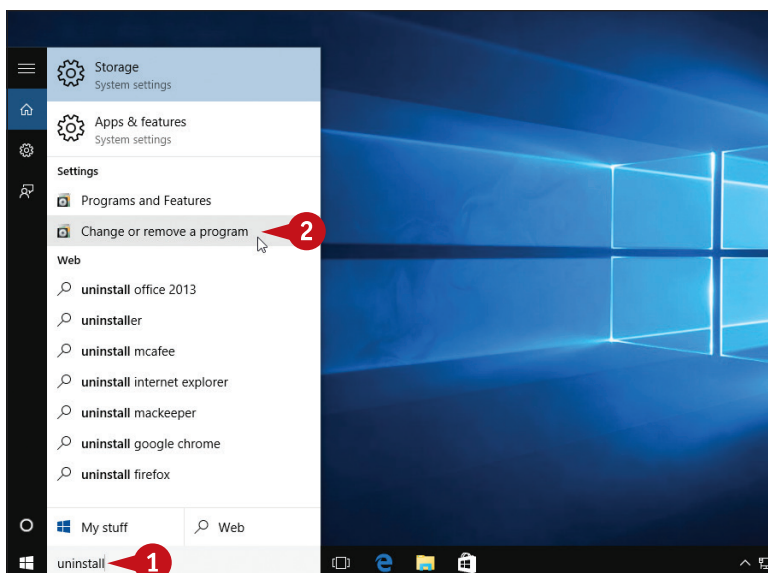 Storage
System settings
Apps & features
System settings
Settings
Programs and Features
Change or remove a program
2
Web
uninstall office 2013
uninstaller
uninstall mcafee
uninstall internet explorer
uninstall mackeeper
uninstall google chrome
uninstall firefox
My stuff
Web
uninstall
1